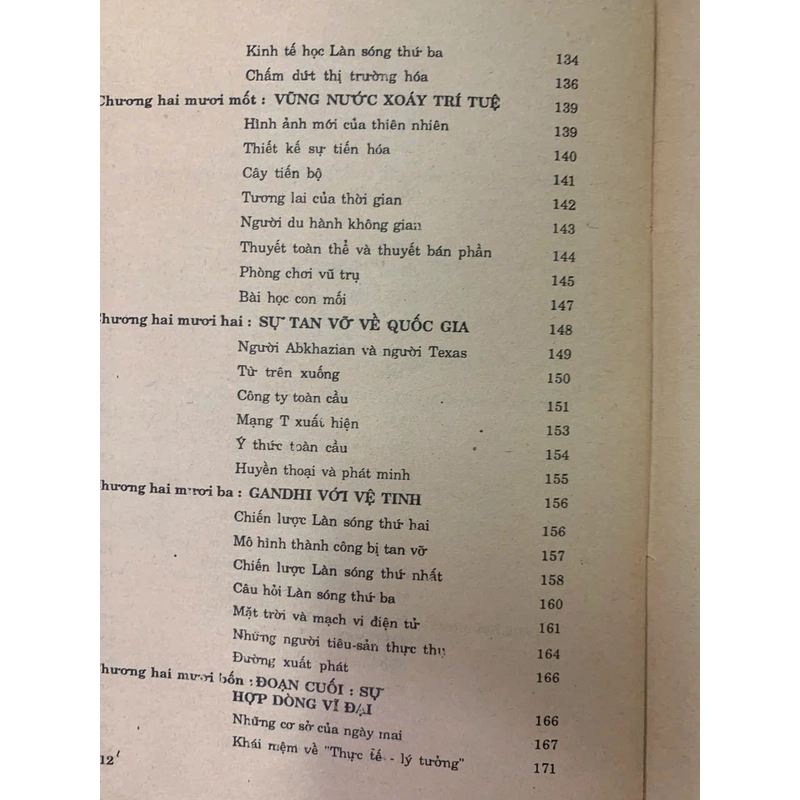 Kinh tế học Làn sóng thứ ba 134
Chấm dứt thị trường hóa 136
Chương hai mươi mốt : VŨNG NƯỚC XOÁY TRÍ TUỆ 139
Hình ảnh mới của thiên nhiên 139
Thiết kế sự tiến hóa 140
Cây tiến bộ 141
Tương lai của thời gian 142
Người du hành không gian 143
Thuyết toàn thể và thuyết bán phần 144
Phòng chơi vũ trụ 145
Bài học con mối 147
hương hai mươi hai : SỰ TAN VỠ VỀ QUỐC GIA 148
Người Abkhazian và người Texas 149
Từ trên xuống 150
Công ty toàn cầu 151
Mạng T xuất hiện 153
Ý thức toàn cầu 154
Huyền thoại và phát minh 155
hương hai mươi ba : GANDHI VỚI VỆ TINH 156
Chiến lược Làn sóng thứ hai 156
Mô hình thành công bị tan vỡ 157
Chiến lược Làn sóng thứ nhất 158
Câu hỏi Làn sóng thứ ba 160
Mặt trời và mạch vi điện tử 161
Những người tiêu-sản thực thụ 164
Đường xuất phát 166
hương hai mươi bốn : ĐOẠN CUỐI : SỰ
HỢP DÒNG VĨ ĐẠI 166
Những cơ sở của ngày mai 167
Khái mệm về "Thực tế - lý tưởng" 171
12